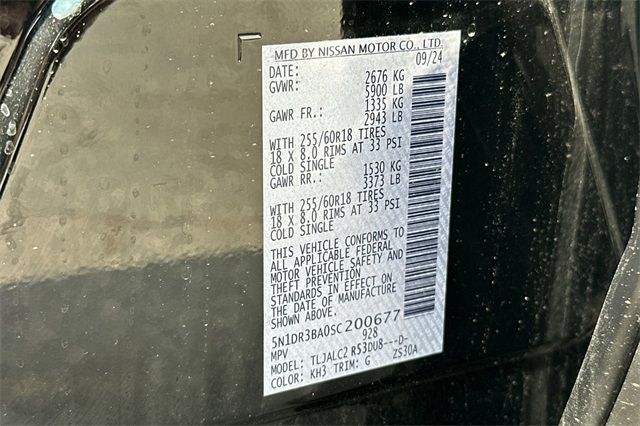 MFD BY NISSAN MOTOR CO., LTD.
DATE: 09/24
GVWR: 2676 KG
5900 LB
GAWR FR.: 1335 KG
2943 LB
WITH 255/60R18 TIRES
18 X 8.0 RIMS AT 33 PSI
COLD SINGLE
GAWR RR.: 1530 KG
3373 LB
WITH 255/60R18 TIRES
18 X 8.0 RIMS AT 33 PSI
COLD SINGLE
THIS VEHICLE CONFORMS TO
ALL APPLICABLE FEDERAL
MOTOR VEHICLE SAFETY AND
THEFT PREVENTION
STANDARDS IN EFFECT ON
THE DATE OF MANUFACTURE
SHOWN ABOVE.
5N1DR3BA0SC200677
MPV 928
MODEL: TLJALC2 R53DU8---D-
COLOR: KH3 TRIM: G ZS30A